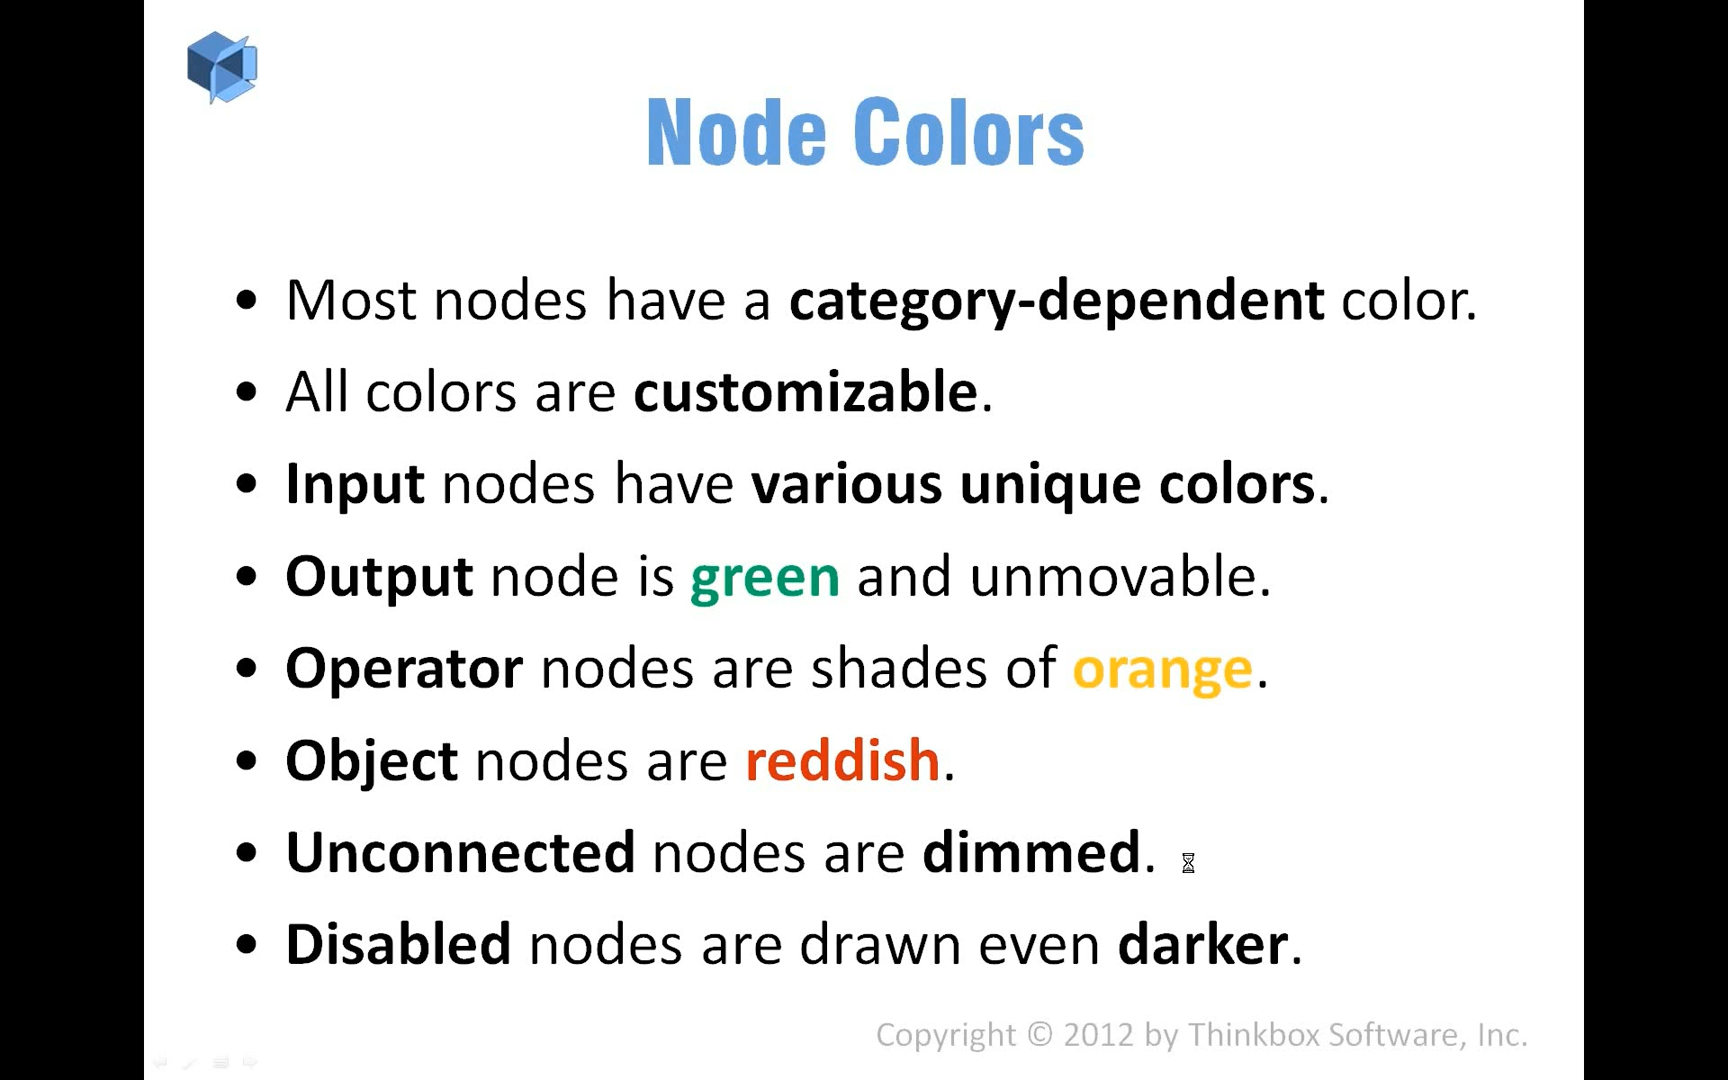 Node Colors
• Most nodes have a category-dependent color.
• All colors are customizable.
• Input nodes have various unique colors.
• Output node is green and unmovable.
• Operator nodes are shades of orange.
• Object nodes are reddish.
• Unconnected nodes are dimmed.
• Disabled nodes are drawn even darker.
Copyright © 2012 by Thinkbox Software, Inc.